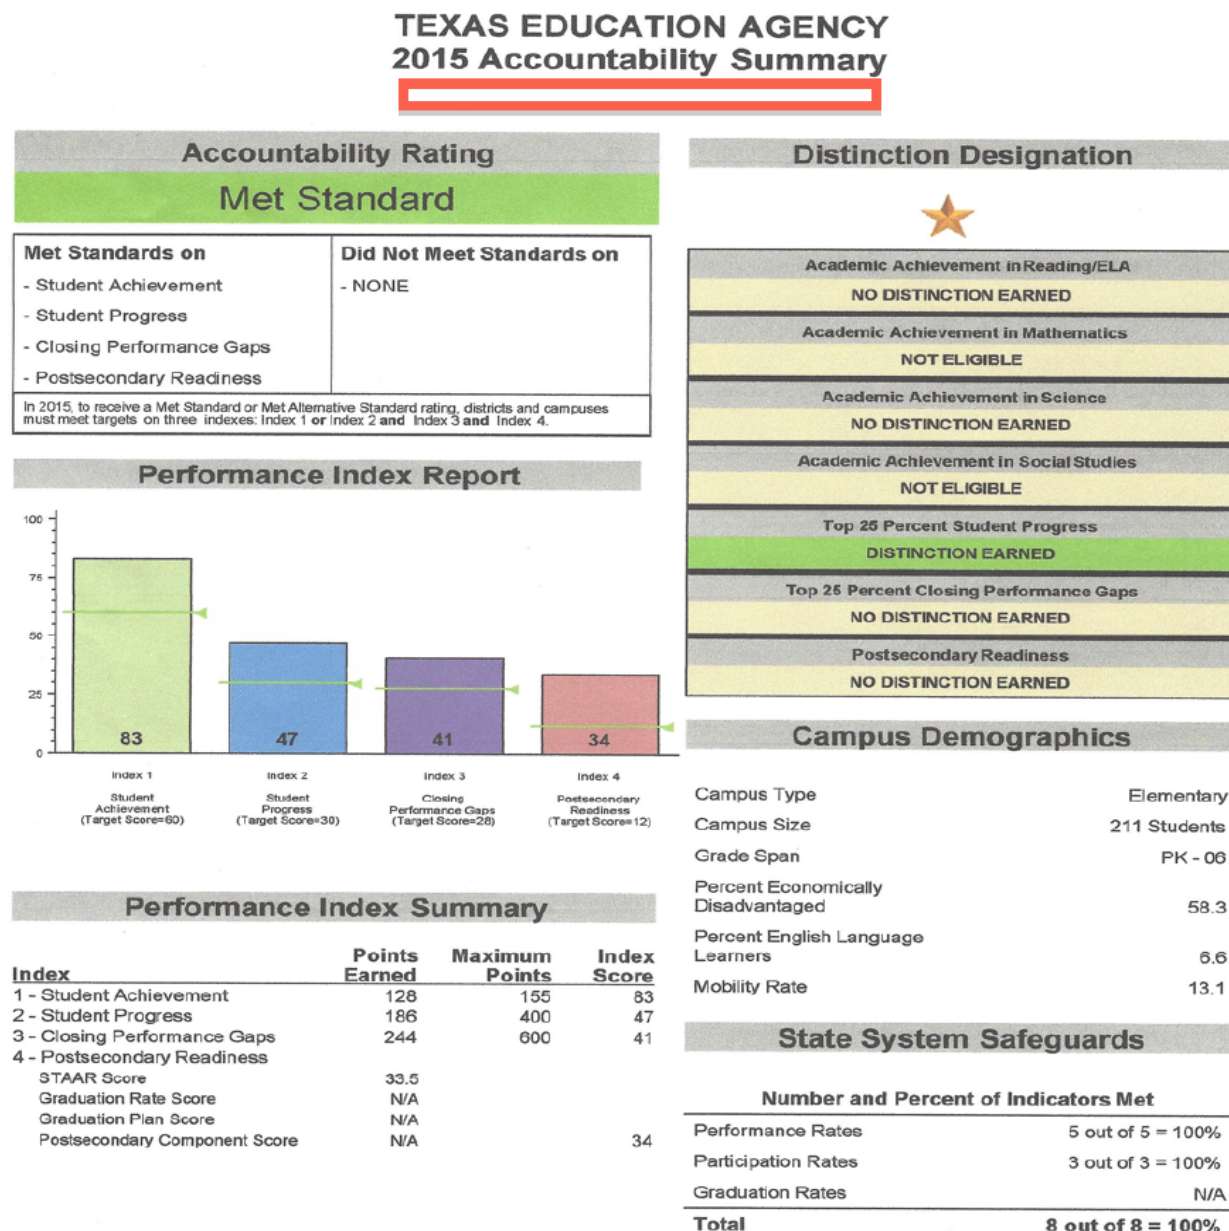 TEXAS EDUCATION AGENCY
2015 Accountability Summary
Accountability Rating
Met Standard
Met Standards on
- Student Achievement
- Student Progress
- Closing Performance Gaps
- Postsecondary Readiness
Did Not Meet Standards on
- NONE
In 2015, to receive a Met Standard or Met Alternative Standard rating, districts and campuses
must meet targets on three indexes: Index 1 or Index 2 and Index 3 and Index 4.
Performance Index Report
100
75
50
25
0
83
47
41
34
Index 1
Student
Achievement
(Target Score=60)
Index 2
Student
Progress
(Target Score=30)
Index 3
Closing
Performance Gaps
(Target Score=28)
Index 4
Postsecondary
Readiness
(Target Score=12)
Performance Index Summary
Index Points Earned Maximum Points Index Score
1 - Student Achievement 128 155 83
2 - Student Progress 186 400 47
3 - Closing Performance Gaps 244 600 41
4 - Postsecondary Readiness
STAAR Score 33.5
Graduation Rate Score N/A
Graduation Plan Score N/A
Postsecondary Component Score N/A 34
Distinction Designation
Academic Achievement in Reading/ELA
NO DISTINCTION EARNED
Academic Achievement in Mathematics
NOT ELIGIBLE
Academic Achievement in Science
NO DISTINCTION EARNED
Academic Achievement in Social Studies
NOT ELIGIBLE
Top 25 Percent Student Progress
DISTINCTION EARNED
Top 25 Percent Closing Performance Gaps
NO DISTINCTION EARNED
Postsecondary Readiness
NO DISTINCTION EARNED
Campus Demographics
Campus Type Elementary
Campus Size 211 Students
Grade Span PK - 06
Percent Economically
Disadvantaged 58.3
Percent English Language
Learners 6.6
Mobility Rate 13.1
State System Safeguards
Number and Percent of Indicators Met
Performance Rates 5 out of 5 = 100%
Participation Rates 3 out of 3 = 100%
Graduation Rates N/A
Total 8 out of 8 = 100%